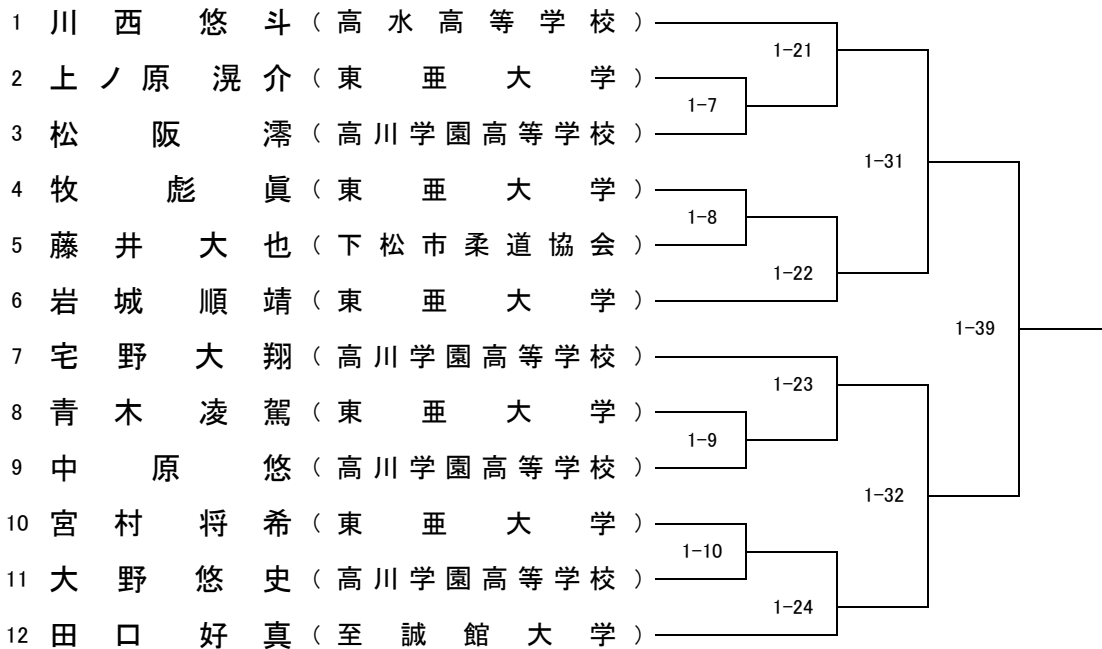 1 川西悠斗（高水高等学校）
1-21
2 上ノ原滉介（東亜大学）
1-7
3 松阪澪（高川学園高等学校）
1-31
4 牧彪眞（東亜大学）
1-8
5 藤井大也（下松市柔道協会）
1-22
6 岩城順靖（東亜大学）
1-39
7 宅野大翔（高川学園高等学校）
1-23
8 青木凌駕（東亜大学）
1-9
9 中原悠（高川学園高等学校）
1-32
10 宮村将希（東亜大学）
1-10
11 大野悠史（高川学園高等学校）
1-24
12 田口好真（至誠館大学）